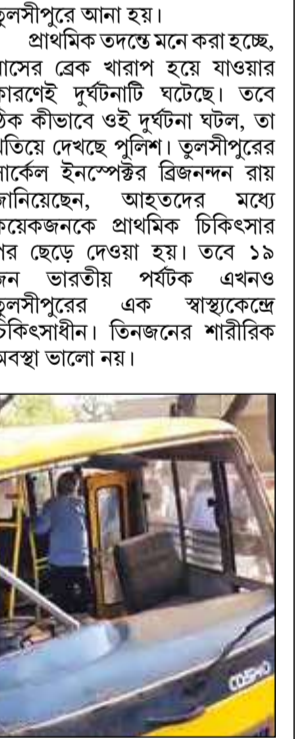 তুলসীপুরে আনা হয়।
প্রাথমিক তদন্তে মনে করা হচ্ছে,
বাসের ব্রেক খারাপ হয়ে যাওয়ার
কারণেই দুর্ঘটনাটি ঘটেছে। তবে
ঠিক কীভাবে ওই দুর্ঘটনা ঘটল, তা
খতিয়ে দেখছে পুলিশ। তুলসীপুরের
সার্কেল ইনস্পেক্টর ব্রিজনন্দন রায়
জানিয়েছেন, আহতদের মধ্যে
কয়েকজনকে প্রাথমিক চিকিৎসার
পর ছেড়ে দেওয়া হয়। তবে ১৯
জন ভারতীয় পর্যটক এখনও
তুলসীপুরের এক স্বাস্থ্যকেন্দ্রে
চিকিৎসাধীন। তিনজনের শারীরিক
অবস্থা ভালো নয়।
COSMO